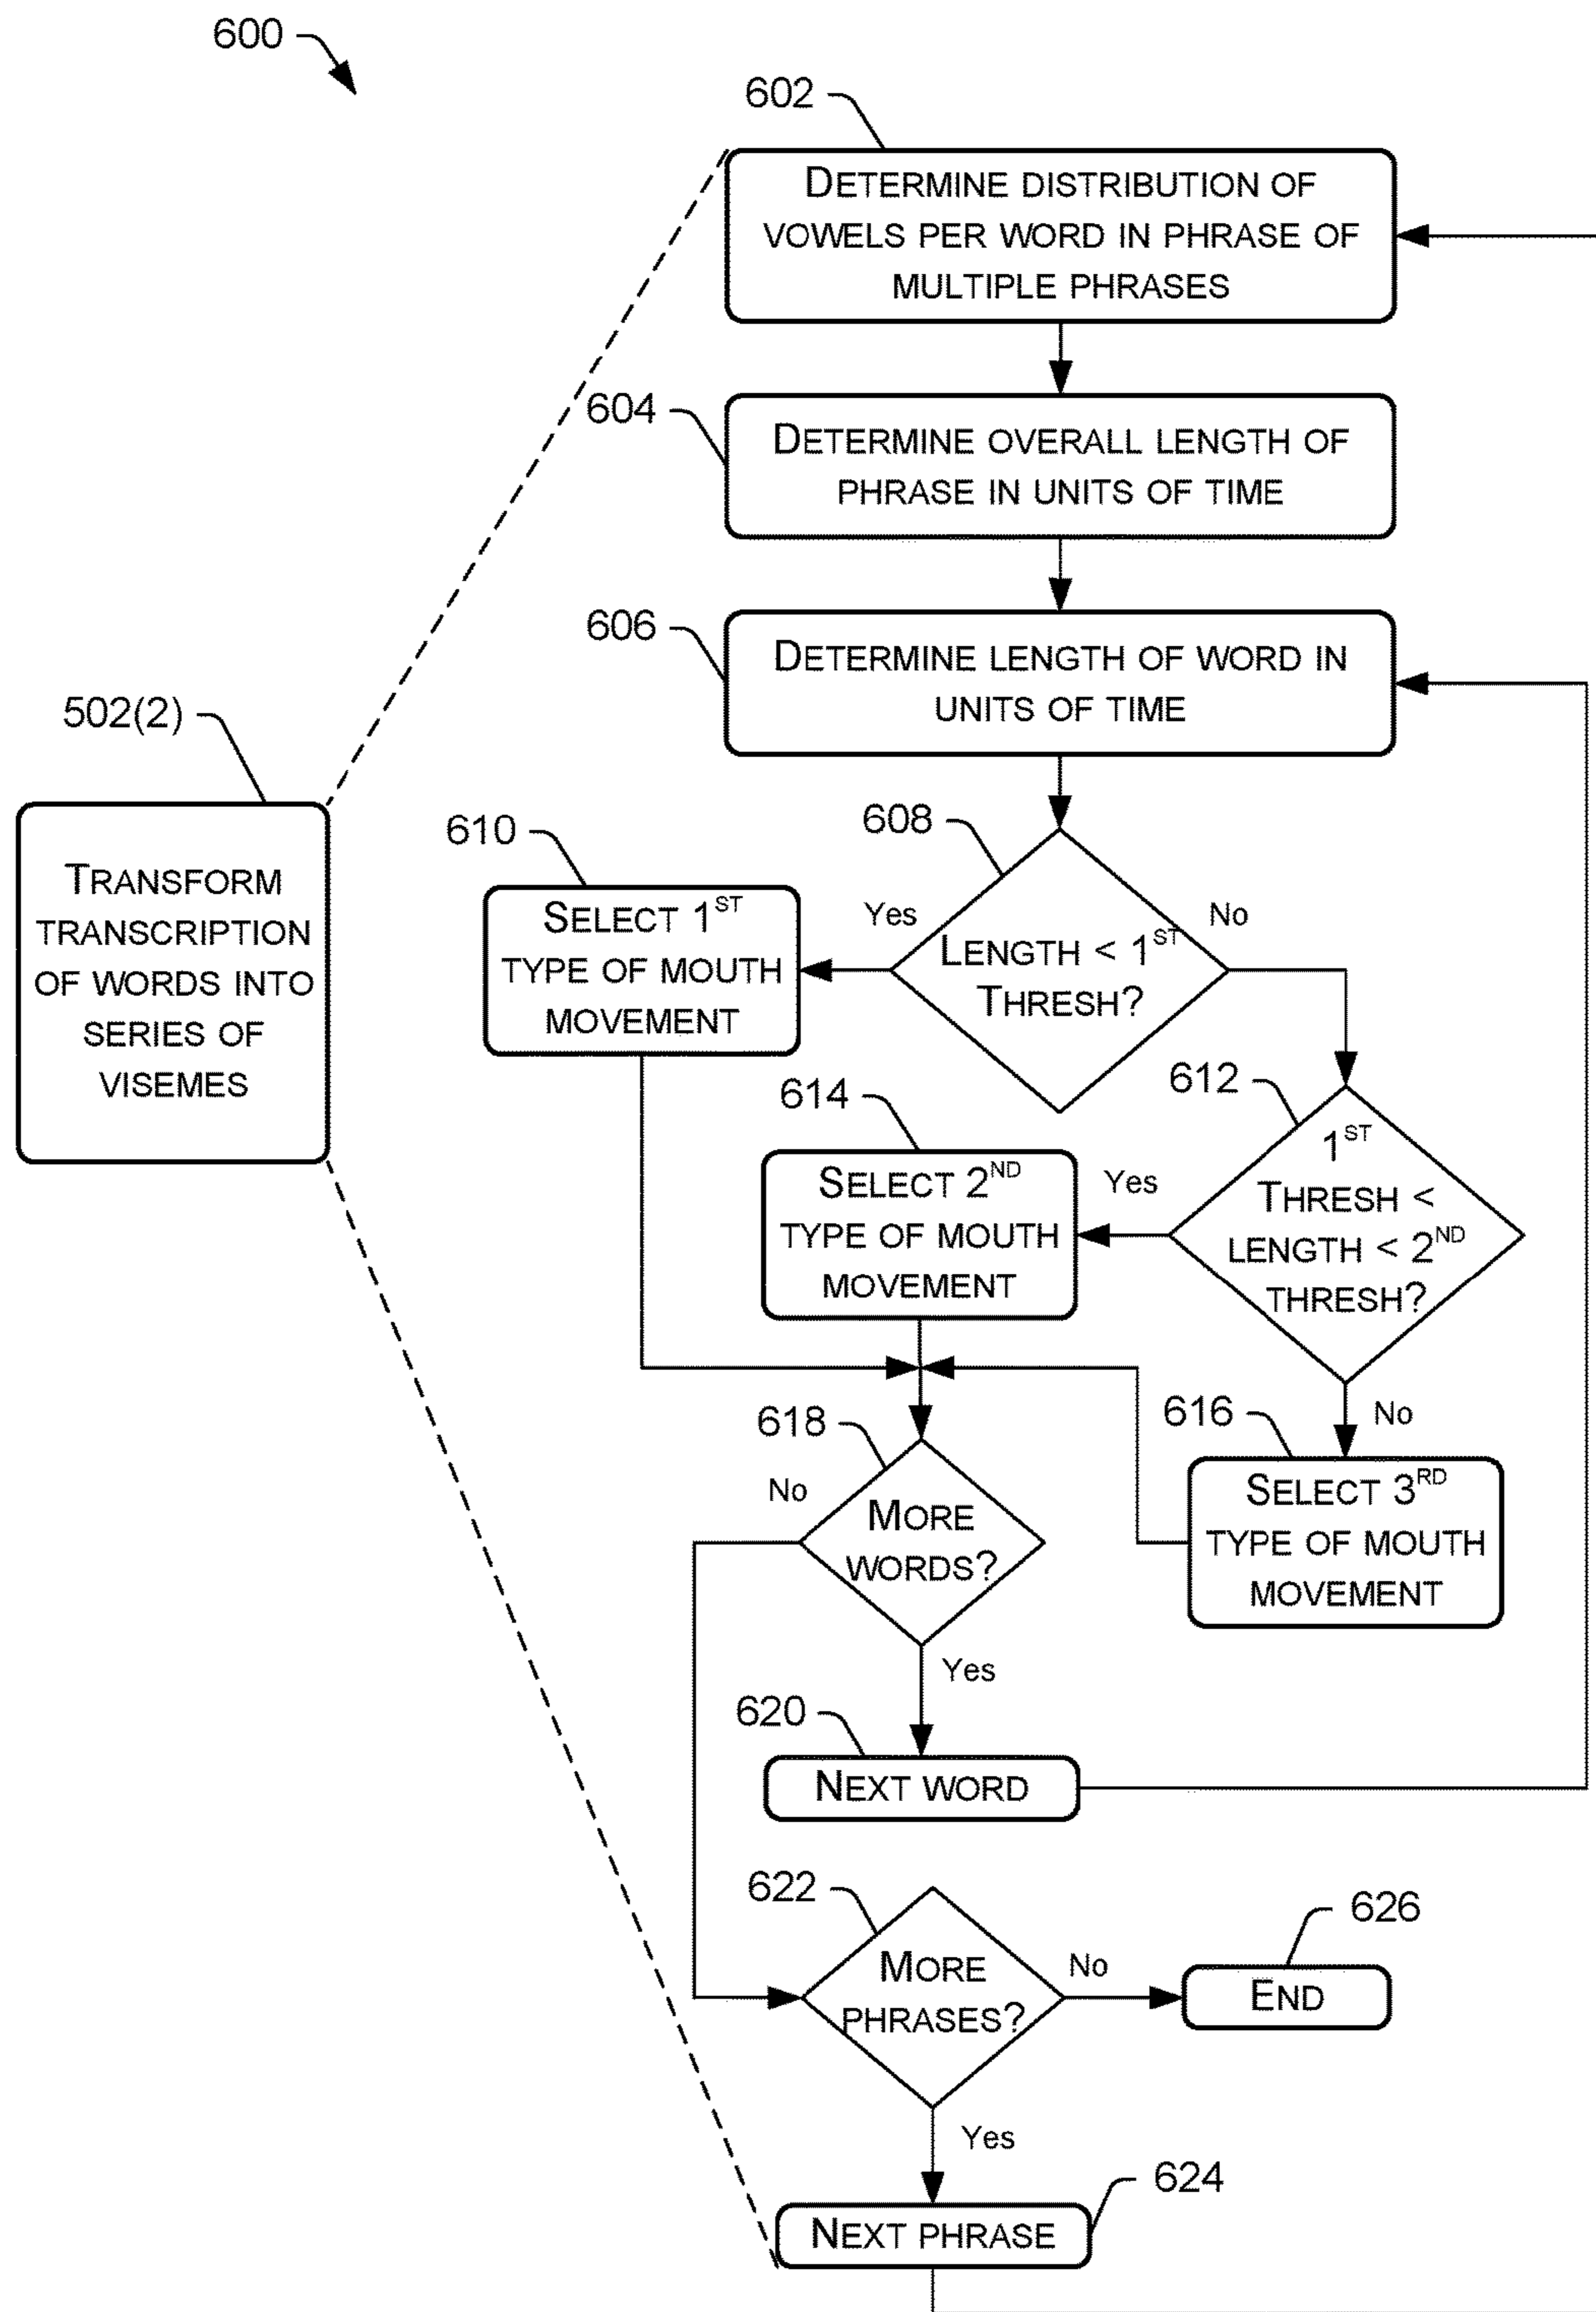 600
602
DETERMINE DISTRIBUTION OF
VOWELS PER WORD IN PHRASE OF
MULTIPLE PHRASES
604
DETERMINE OVERALL LENGTH OF
PHRASE IN UNITS OF TIME
606
DETERMINE LENGTH OF WORD IN
UNITS OF TIME
502(2)
TRANSFORM
TRANSCRIPTION
OF WORDS INTO
SERIES OF
VISEMES
608
LENGTH < 1ST
THRESH?
Yes
No
610
SELECT 1ST
TYPE OF MOUTH
MOVEMENT
612
1ST
THRESH <
LENGTH < 2ND
THRESH?
Yes
No
614
SELECT 2ND
TYPE OF MOUTH
MOVEMENT
616
SELECT 3RD
TYPE OF MOUTH
MOVEMENT
618
MORE
WORDS?
No
Yes
620
NEXT WORD
622
MORE
PHRASES?
No
626
END
Yes
624
NEXT PHRASE